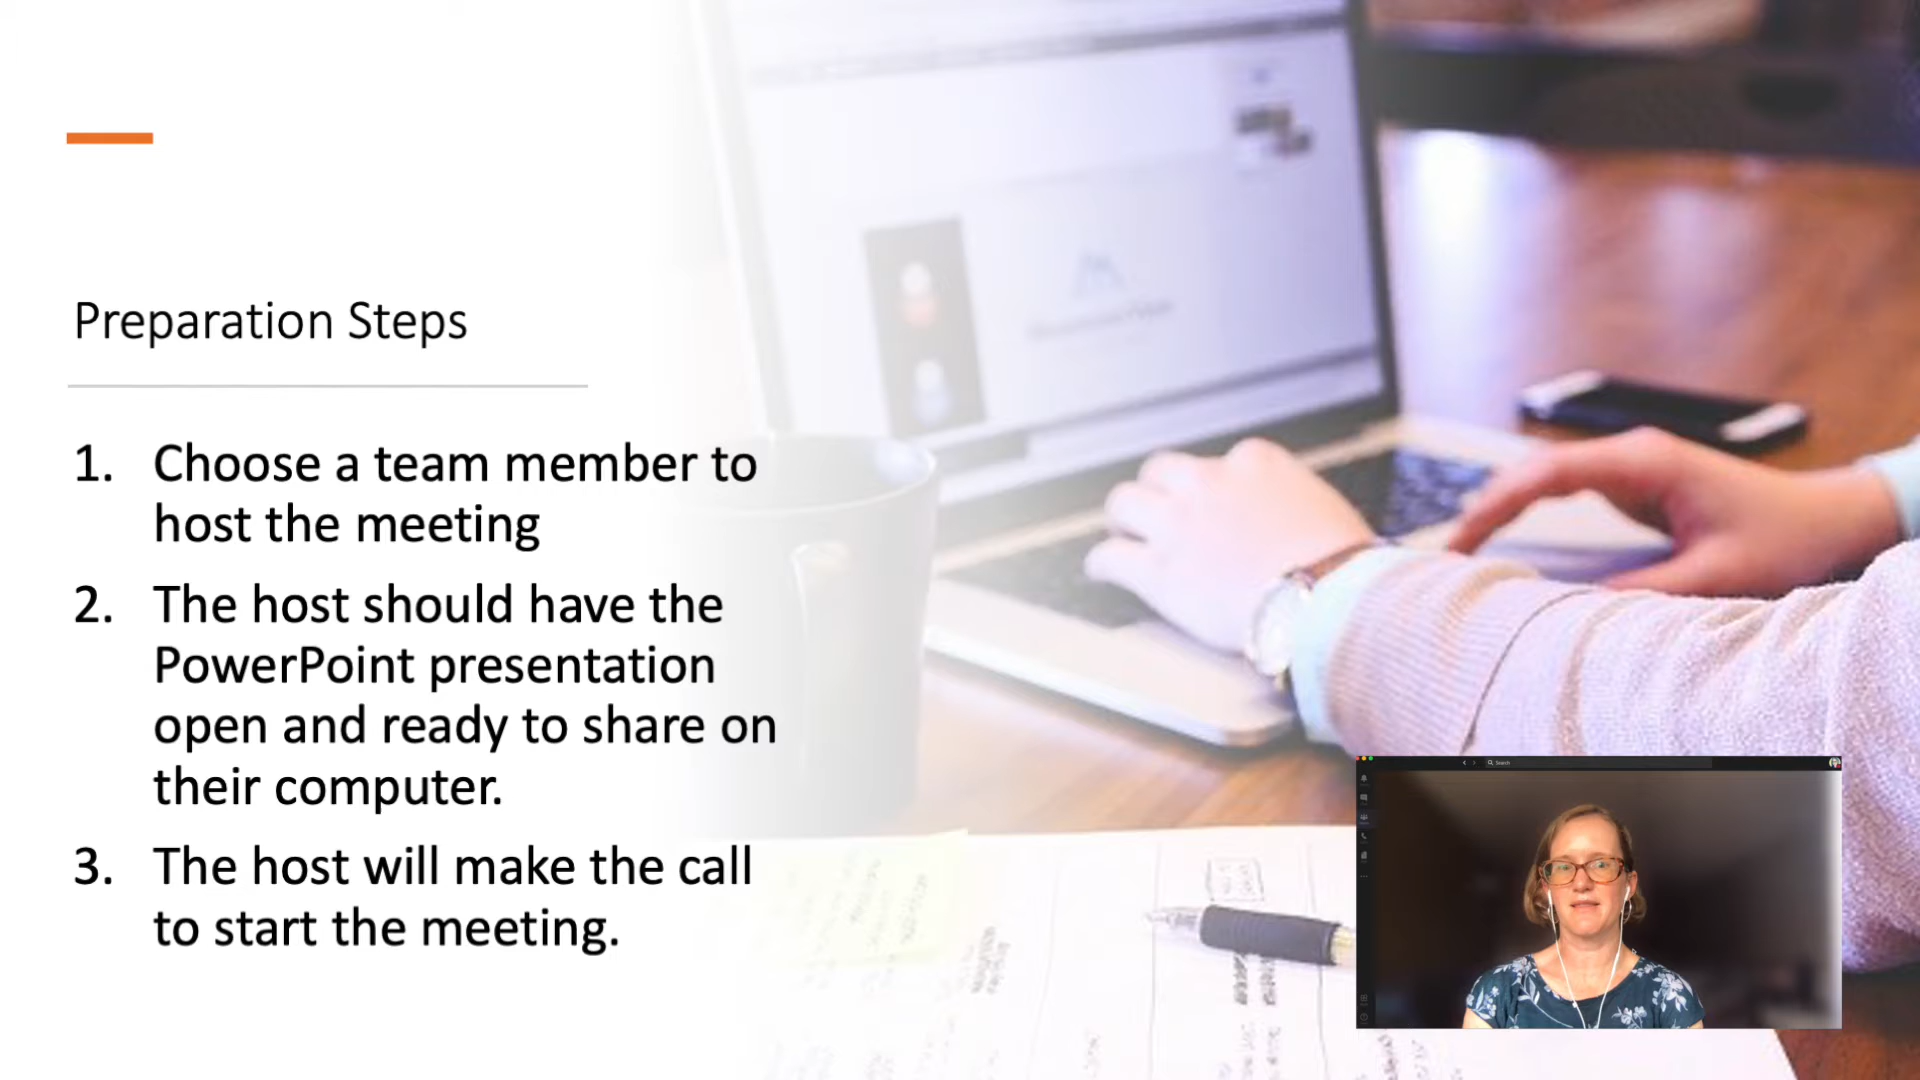 Preparation Steps
1. Choose a team member to
host the meeting
2. The host should have the
PowerPoint presentation
open and ready to share on
their computer.
3. The host will make the call
to start the meeting.
Search